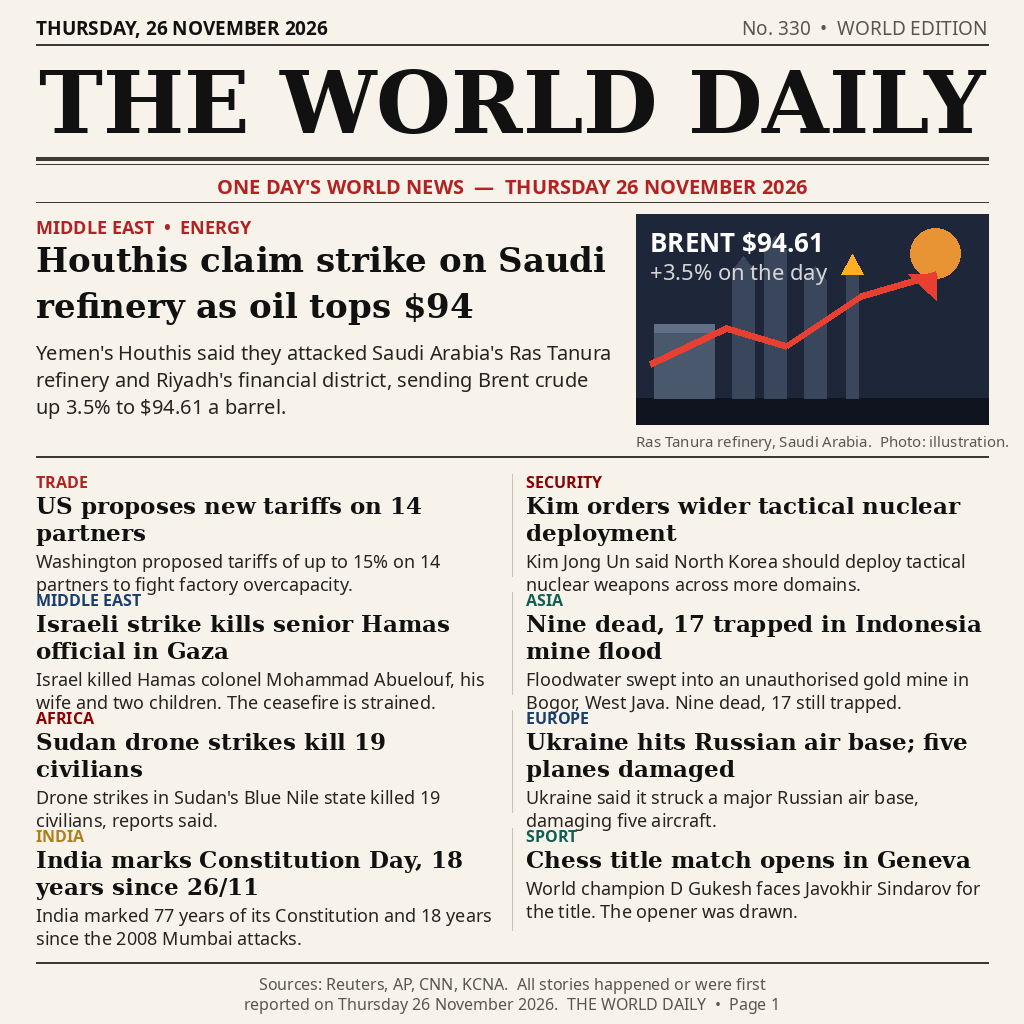 THURSDAY, 26 NOVEMBER 2026
No. 330 • WORLD EDITION
THE WORLD DAILY
ONE DAY'S WORLD NEWS — THURSDAY 26 NOVEMBER 2026
MIDDLE EAST • ENERGY
Houthis claim strike on Saudi
refinery as oil tops $94
Yemen's Houthis said they attacked Saudi Arabia's Ras Tanura
refinery and Riyadh's financial district, sending Brent crude
up 3.5% to $94.61 a barrel.
BRENT $94.61
+3.5% on the day
Ras Tanura refinery, Saudi Arabia. Photo: illustration.
TRADE
US proposes new tariffs on 14
partners
Washington proposed tariffs of up to 15% on 14
partners to fight factory overcapacity.
SECURITY
Kim orders wider tactical nuclear
deployment
Kim Jong Un said North Korea should deploy tactical
nuclear weapons across more domains.
MIDDLE EAST
Israeli strike kills senior Hamas
official in Gaza
Israel killed Hamas colonel Mohammad Abuelouf, his
wife and two children. The ceasefire is strained.
ASIA
Nine dead, 17 trapped in Indonesia
mine flood
Floodwater swept into an unauthorised gold mine in
Bogor, West Java. Nine dead, 17 still trapped.
AFRICA
Sudan drone strikes kill 19
civilians
Drone strikes in Sudan's Blue Nile state killed 19
civilians, reports said.
EUROPE
Ukraine hits Russian air base; five
planes damaged
Ukraine said it struck a major Russian air base,
damaging five aircraft.
INDIA
India marks Constitution Day, 18
years since 26/11
India marked 77 years of its Constitution and 18 years
since the 2008 Mumbai attacks.
SPORT
Chess title match opens in Geneva
World champion D Gukesh faces Javokhir Sindarov for
the title. The opener was drawn.
Sources: Reuters, AP, CNN, KCNA. All stories happened or were first
reported on Thursday 26 November 2026. THE WORLD DAILY • Page 1